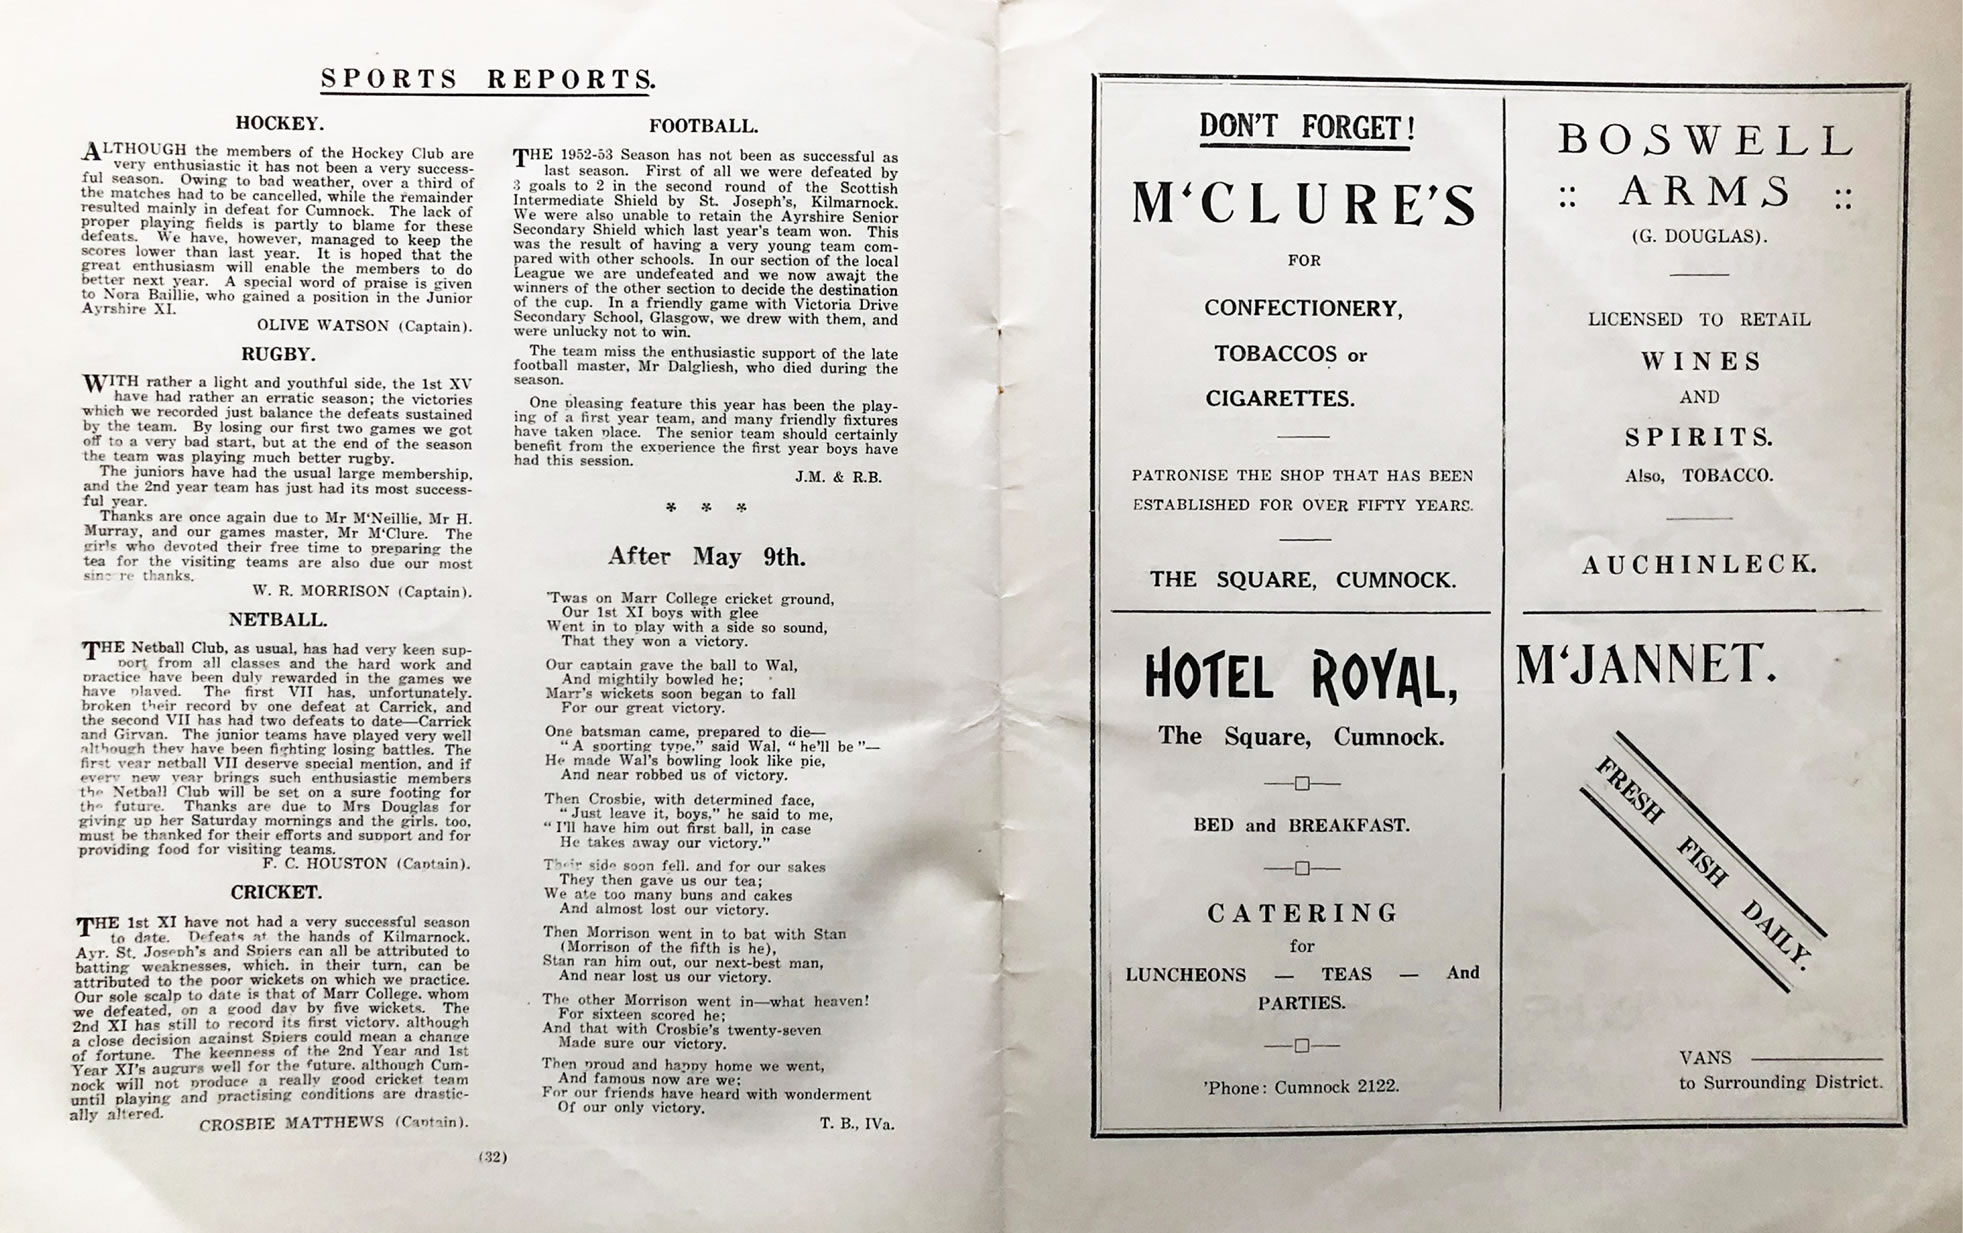 SPORTS REPORTS.
HOCKEY.
ALTHOUGH the members of the Hockey Club are
very enthusiastic it has not been a very success-
ful season. Owing to bad weather, over a third of
the matches had to be cancelled, while the remainder
resulted mainly in defeat for Cumnock. The lack of
proper playing fields is partly to blame for these
defeats. We have, however, managed to keep the
scores lower than last year. It is hoped that the
great enthusiasm will enable the members to do
better next year. A special word of praise is given
to Nora Baillie, who gained a position in the Junior
Ayrshire XI.
OLIVE WATSON (Captain).
RUGBY.
WITH rather a light and youthful side, the 1st XV
have had rather an erratic season; the victories
which we recorded just balance the defeats sustained
by the team. By losing our first two games we got
off to a very bad start, but at the end of the season
the team was playing much better rugby.
The juniors have had the usual large membership,
and the 2nd year team has just had its most success-
ful year.
Thanks are once again due to Mr M'Neillie, Mr H.
Murray, and our games master, Mr M'Clure. The
girls who devoted their free time to preparing the
tea for the visiting teams are also due our most
sincere thanks.
W. R. MORRISON (Captain).
NETBALL.
THE Netball Club, as usual, has had very keen sup-
port from all classes and the hard work and
practice have been duly rewarded in the games we
have played. The first VII has, unfortunately,
broken their record by one defeat at Carrick, and
the second VII has had two defeats to date—Carrick
and Girvan. The junior teams have played very well
although they have been fighting losing battles. The
first year netball VII deserve special mention, and if
every new year brings such enthusiastic members
the Netball Club will be set on a sure footing for
the future. Thanks are due to Mrs Douglas for
giving up her Saturday mornings and the girls, too,
must be thanked for their efforts and support and for
providing food for visiting teams.
F. C. HOUSTON (Captain).
CRICKET.
THE 1st XI have not had a very successful season
to date. Defeats at the hands of Kilmarnock,
Ayr, St. Joseph's and Spiers can all be attributed to
batting weaknesses, which, in their turn, can be
attributed to the poor wickets on which we practice.
Our sole scalp to date is that of Marr College, whom
we defeated, on a good day by five wickets. The
2nd XI has still to record its first victory, although
a close decision against Spiers could mean a change
of fortune. The keenness of the 2nd Year and 1st
Year XI's augurs well for the future, although Cum-
nock will not produce a really good cricket team
until playing and practising conditions are drastic-
ally altered.
CROSBIE MATTHEWS (Captain).
FOOTBALL.
THE 1952-53 Season has not been as successful as
last season. First of all we were defeated by
3 goals to 2 in the second round of the Scottish
Intermediate Shield by St. Joseph's, Kilmarnock.
We were also unable to retain the Ayrshire Senior
Secondary Shield which last year's team won. This
was the result of having a very young team com-
pared with other schools. In our section of the local
League we are undefeated and we now await the
winners of the other section to decide the destination
of the cup. In a friendly game with Victoria Drive
Secondary School, Glasgow, we drew with them, and
were unlucky not to win.
The team miss the enthusiastic support of the late
football master, Mr Dalgliesh, who died during the
season.
One pleasing feature this year has been the play-
ing of a first year team, and many friendly fixtures
have taken place. The senior team should certainly
benefit from the experience the first year boys have
had this session.
J.M. & R.B.
* * *
After May 9th.
'Twas on Marr College cricket ground,
Our 1st XI boys with glee
Went in to play with a side so sound,
That they won a victory.
Our captain gave the ball to Wal,
And mightily bowled he;
Marr's wickets soon began to fall
For our great victory.
One batsman came, prepared to die—
"A sporting type," said Wal, "he'll be"—
He made Wal's bowling look like pie,
And near robbed us of victory.
Then Crosbie, with determined face,
"Just leave it, boys," he said to me,
"I'll have him out first ball, in case
He takes away our victory."
Their side soon fell, and for our sakes
They then gave us our tea;
We ate too many buns and cakes
And almost lost our victory.
Then Morrison went in to bat with Stan
(Morrison of the fifth is he),
Stan ran him out, our next-best man,
And near lost us our victory.
The other Morrison went in—what heaven!
For sixteen scored he;
And that with Crosbie's twenty-seven
Made sure our victory.
Then proud and happy home we went,
And famous now are we;
For our friends have heard with wonderment
Of our only victory.
T. B., IVa.
(32)
DON'T FORGET!
M'CLURE'S
FOR
CONFECTIONERY,
TOBACCOS or
CIGARETTES.
PATRONISE THE SHOP THAT HAS BEEN
ESTABLISHED FOR OVER FIFTY YEARS.
THE SQUARE, CUMNOCK.
BOSWELL
:: ARMS ::
(G. DOUGLAS).
LICENSED TO RETAIL
WINES
AND
SPIRITS.
Also, TOBACCO.
AUCHINLECK.
HOTEL ROYAL,
The Square, Cumnock.
BED and BREAKFAST.
CATERING
for
LUNCHEONS — TEAS — And
PARTIES.
'Phone: Cumnock 2122.
M'JANNET.
FRESH FISH DAILY.
VANS
to Surrounding District.